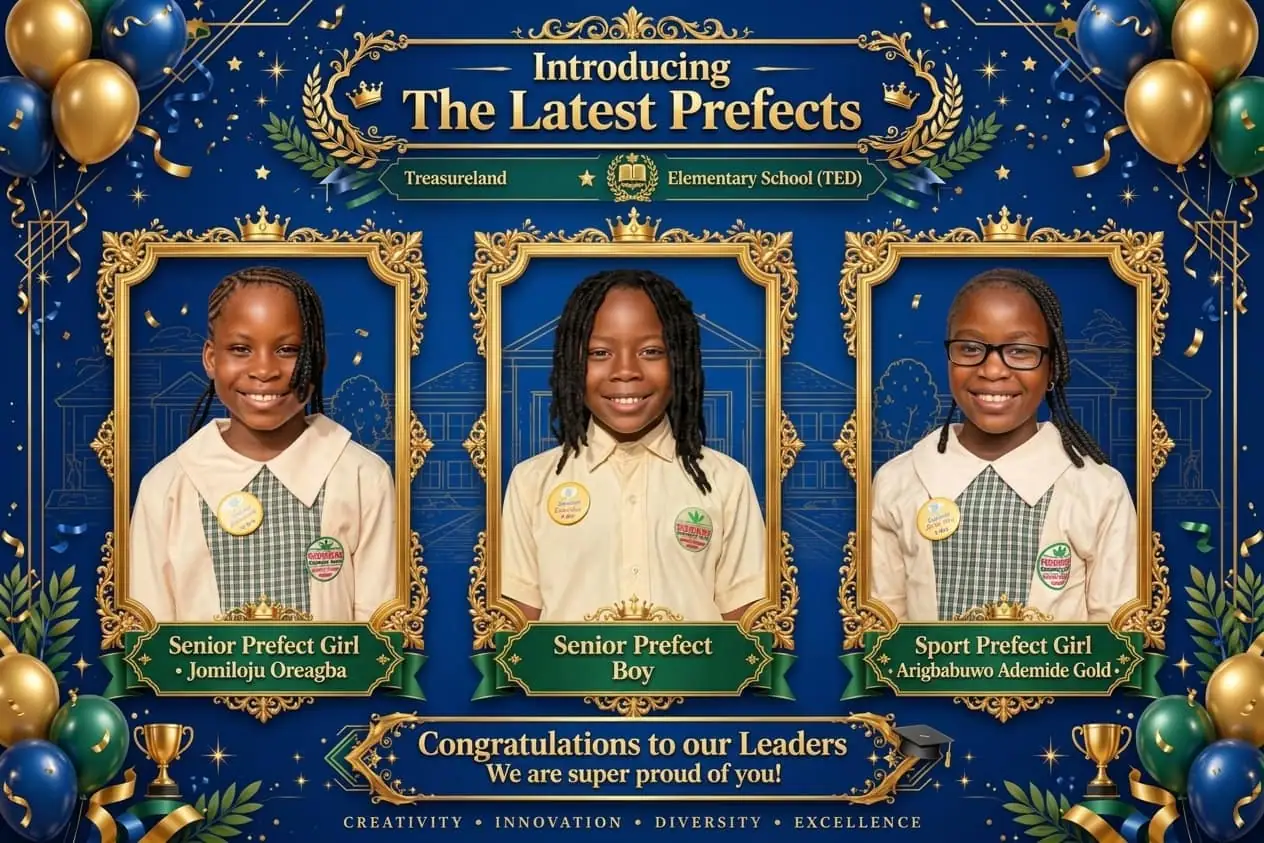 Introducing
The Latest Prefects
Treasureland Elementary School (TED)
Senior Prefect Girl
• Jomiloju Oreagba
Senior Prefect
Boy
Sport Prefect Girl
• Arigbabuwo Ademide Gold •
Congratulations to our Leaders
We are super proud of you!
CREATIVITY • INNOVATION • DIVERSITY • EXCELLENCE